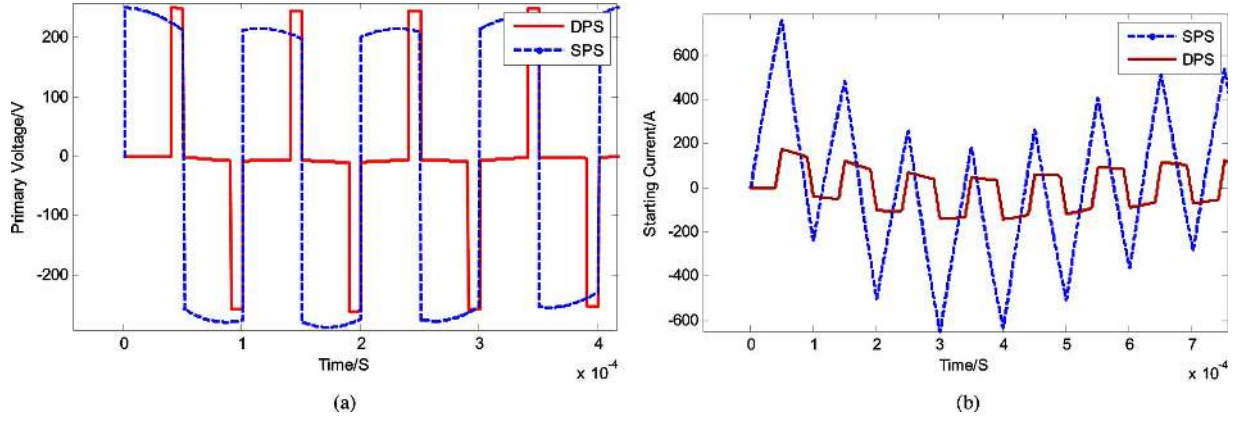 200
100
0
-100
-200
Primary Voltage/V
DPS
SPS
0 1 2 3 4
Time/S
x 10-4
(a)
600
400
200
0
-200
-400
-600
Starting Current/A
SPS
DPS
0 1 2 3 4 5 6 7
Time/S
x 10-4
(b)